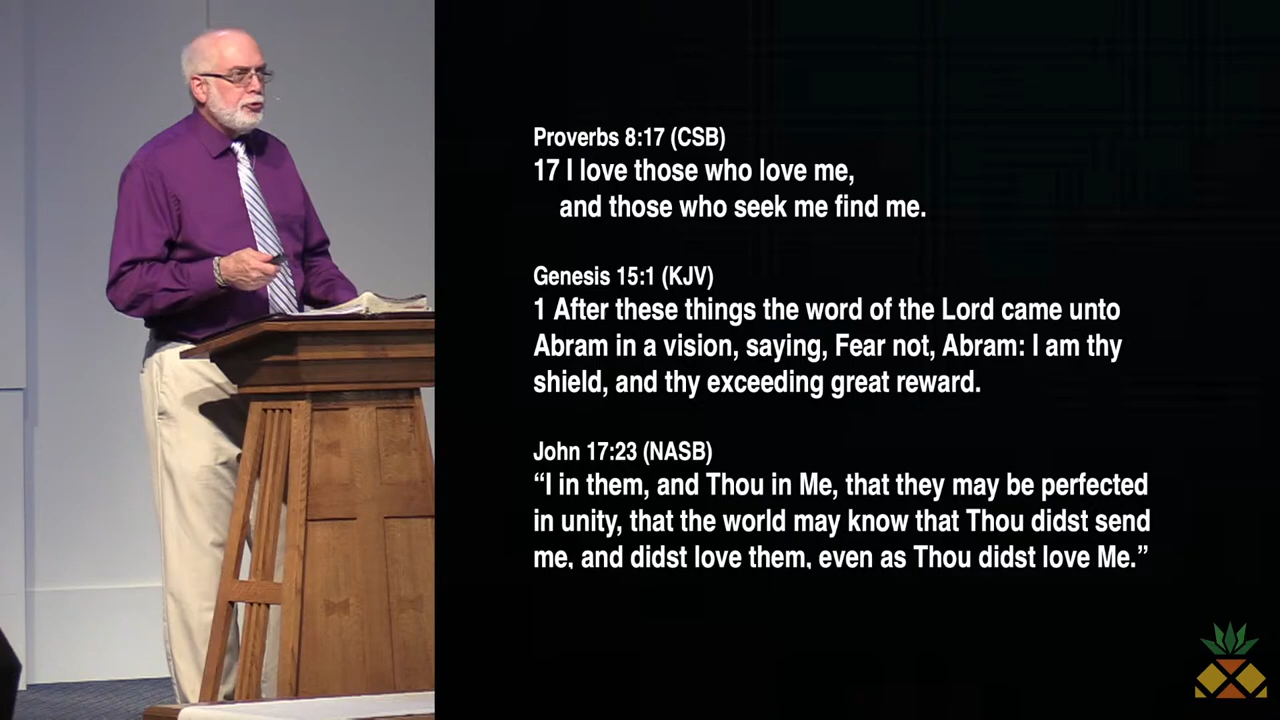 Proverbs 8:17 (CSB)
17 I love those who love me,
and those who seek me find me.
Genesis 15:1 (KJV)
1 After these things the word of the Lord came unto
Abram in a vision, saying, Fear not, Abram: I am thy
shield, and thy exceeding great reward.
John 17:23 (NASB)
“I in them, and Thou in Me, that they may be perfected
in unity, that the world may know that Thou didst send
me, and didst love them, even as Thou didst love Me.”